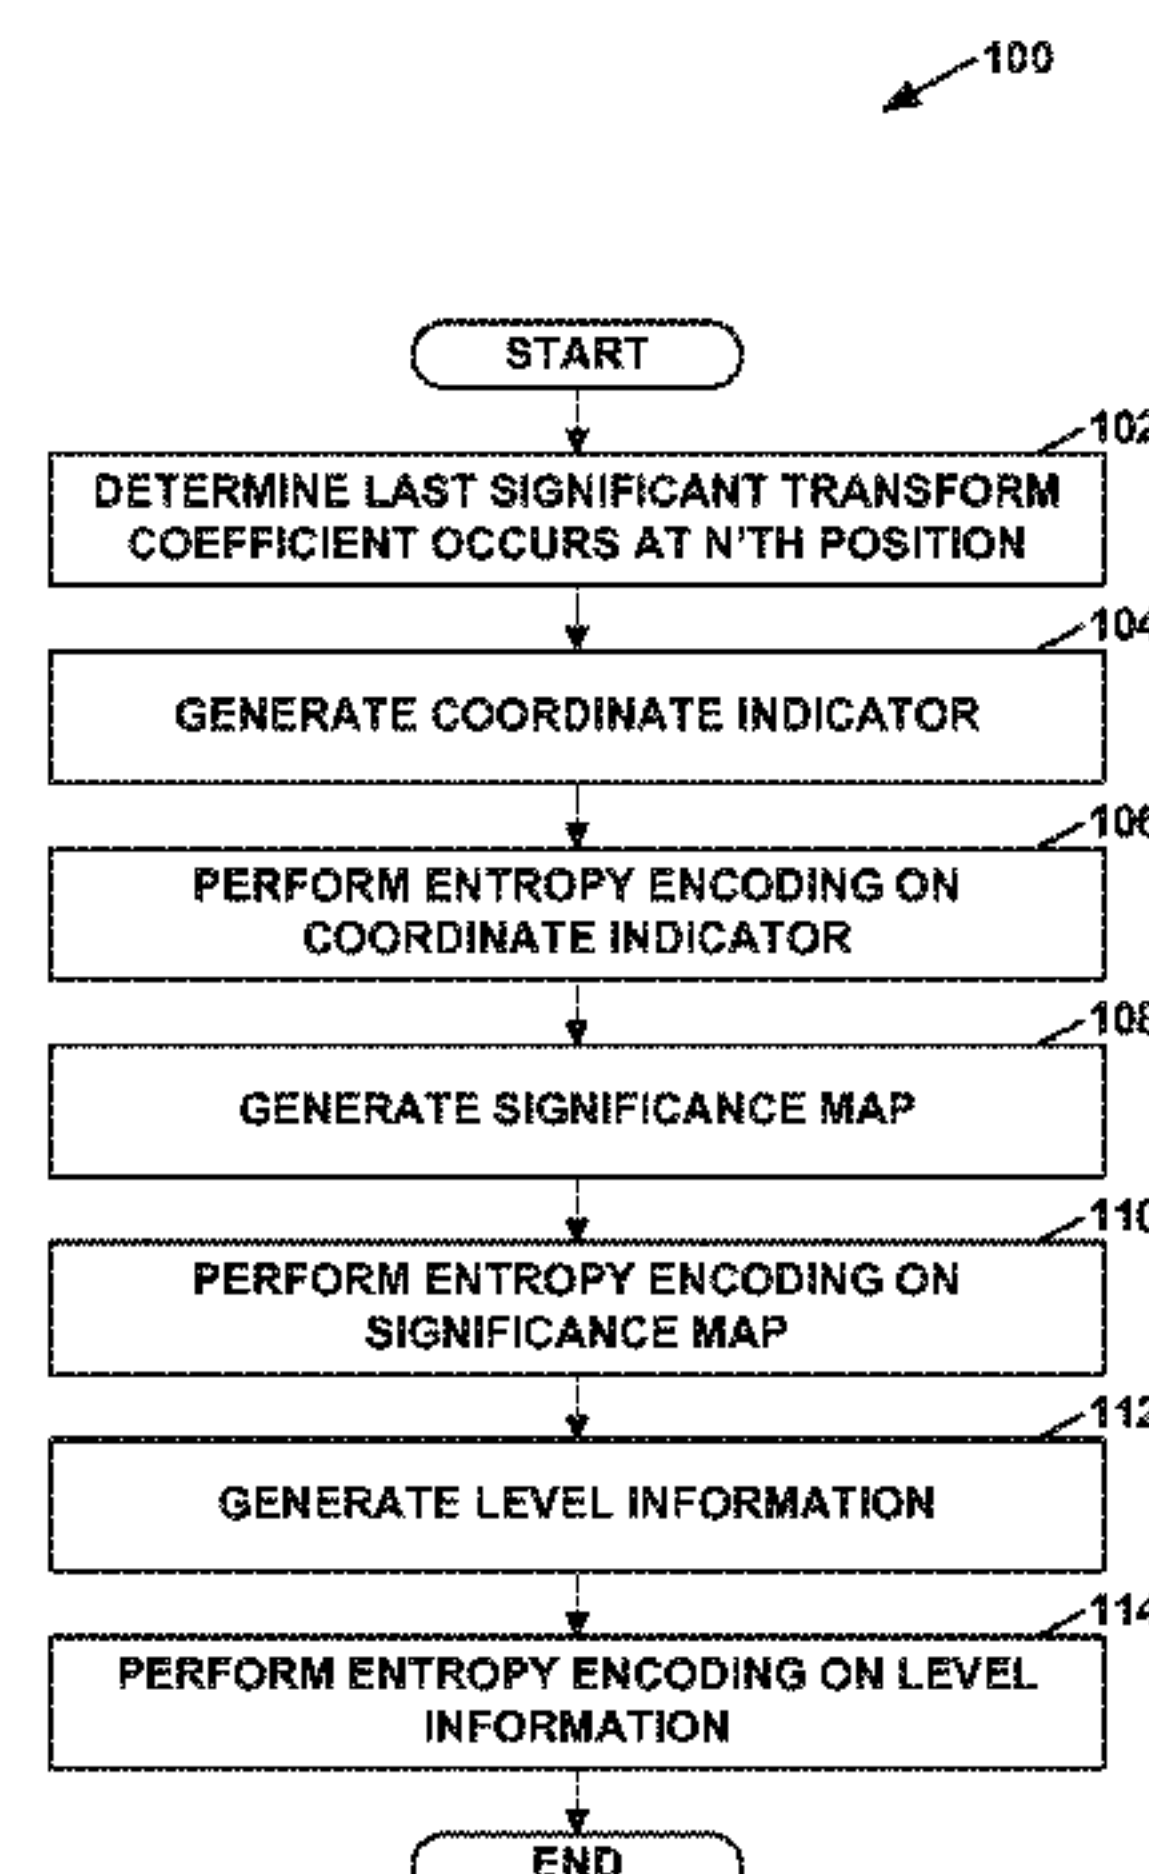 100
START
102
DETERMINE LAST SIGNIFICANT TRANSFORM
COEFFICIENT OCCURS AT N'TH POSITION
104
GENERATE COORDINATE INDICATOR
106
PERFORM ENTROPY ENCODING ON
COORDINATE INDICATOR
108
GENERATE SIGNIFICANCE MAP
110
PERFORM ENTROPY ENCODING ON
SIGNIFICANCE MAP
112
GENERATE LEVEL INFORMATION
114
PERFORM ENTROPY ENCODING ON LEVEL
INFORMATION
END